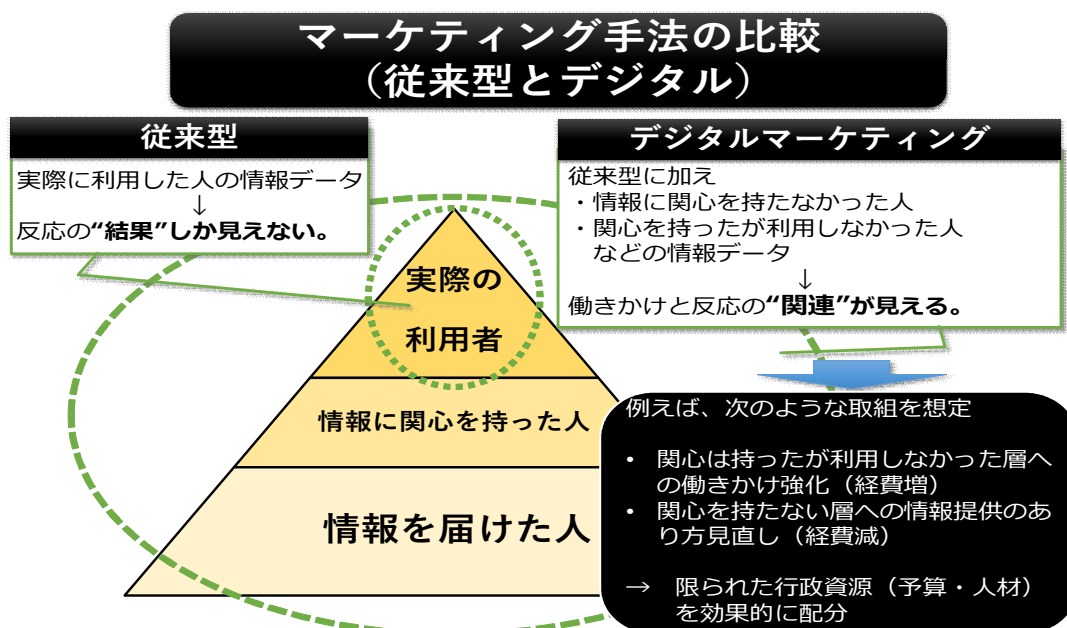 マーケティング手法の比較
（従来型とデジタル）
従来型
実際に利用した人の情報データ
↓
反応の“結果”しか見えない。
デジタルマーケティング
従来型に加え
・情報に関心を持たなかった人
・関心を持ったが利用しなかった人
などの情報データ
↓
働きかけと反応の“関連”が見える。
実際の
利用者
情報に関心を持った人
情報を届けた人
例えば、次のような取組を想定
• 関心は持ったが利用しなかった層へ
の働きかけ強化（経費増）
• 関心を持たない層への情報提供のあ
り方見直し（経費減）
→ 限られた行政資源（予算・人材）
を効果的に配分